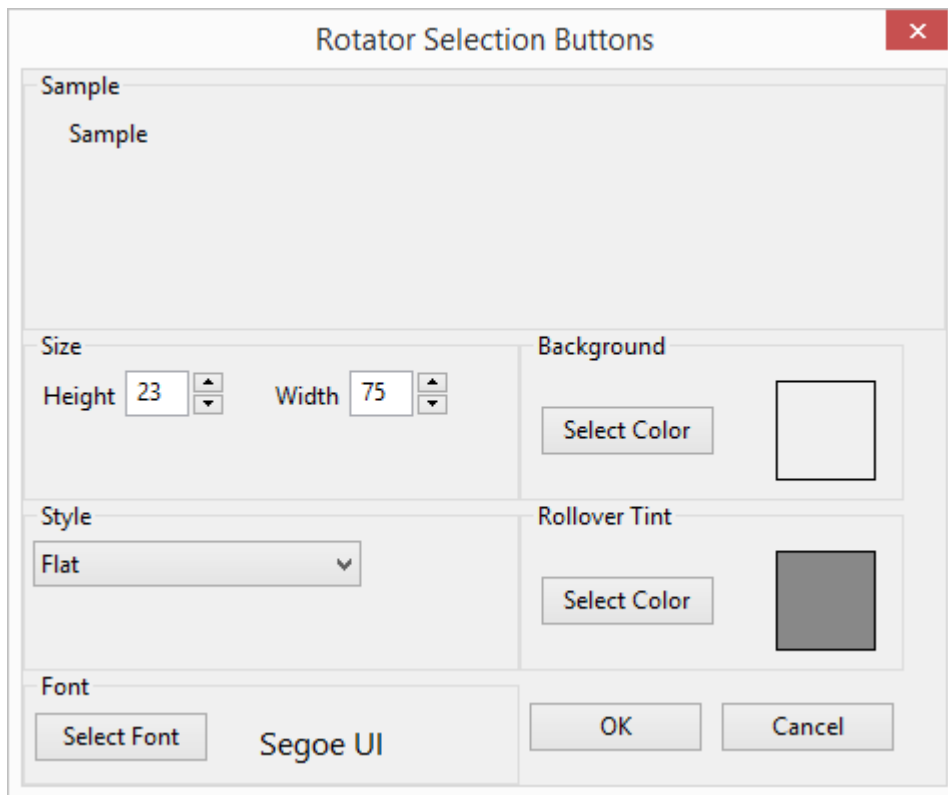 Rotator Selection Buttons
Sample
Sample
Size
Height 23 Width 75
Background
Select Color
Style
Flat
Rollover Tint
Select Color
Font
Select Font Segoe UI
OK Cancel